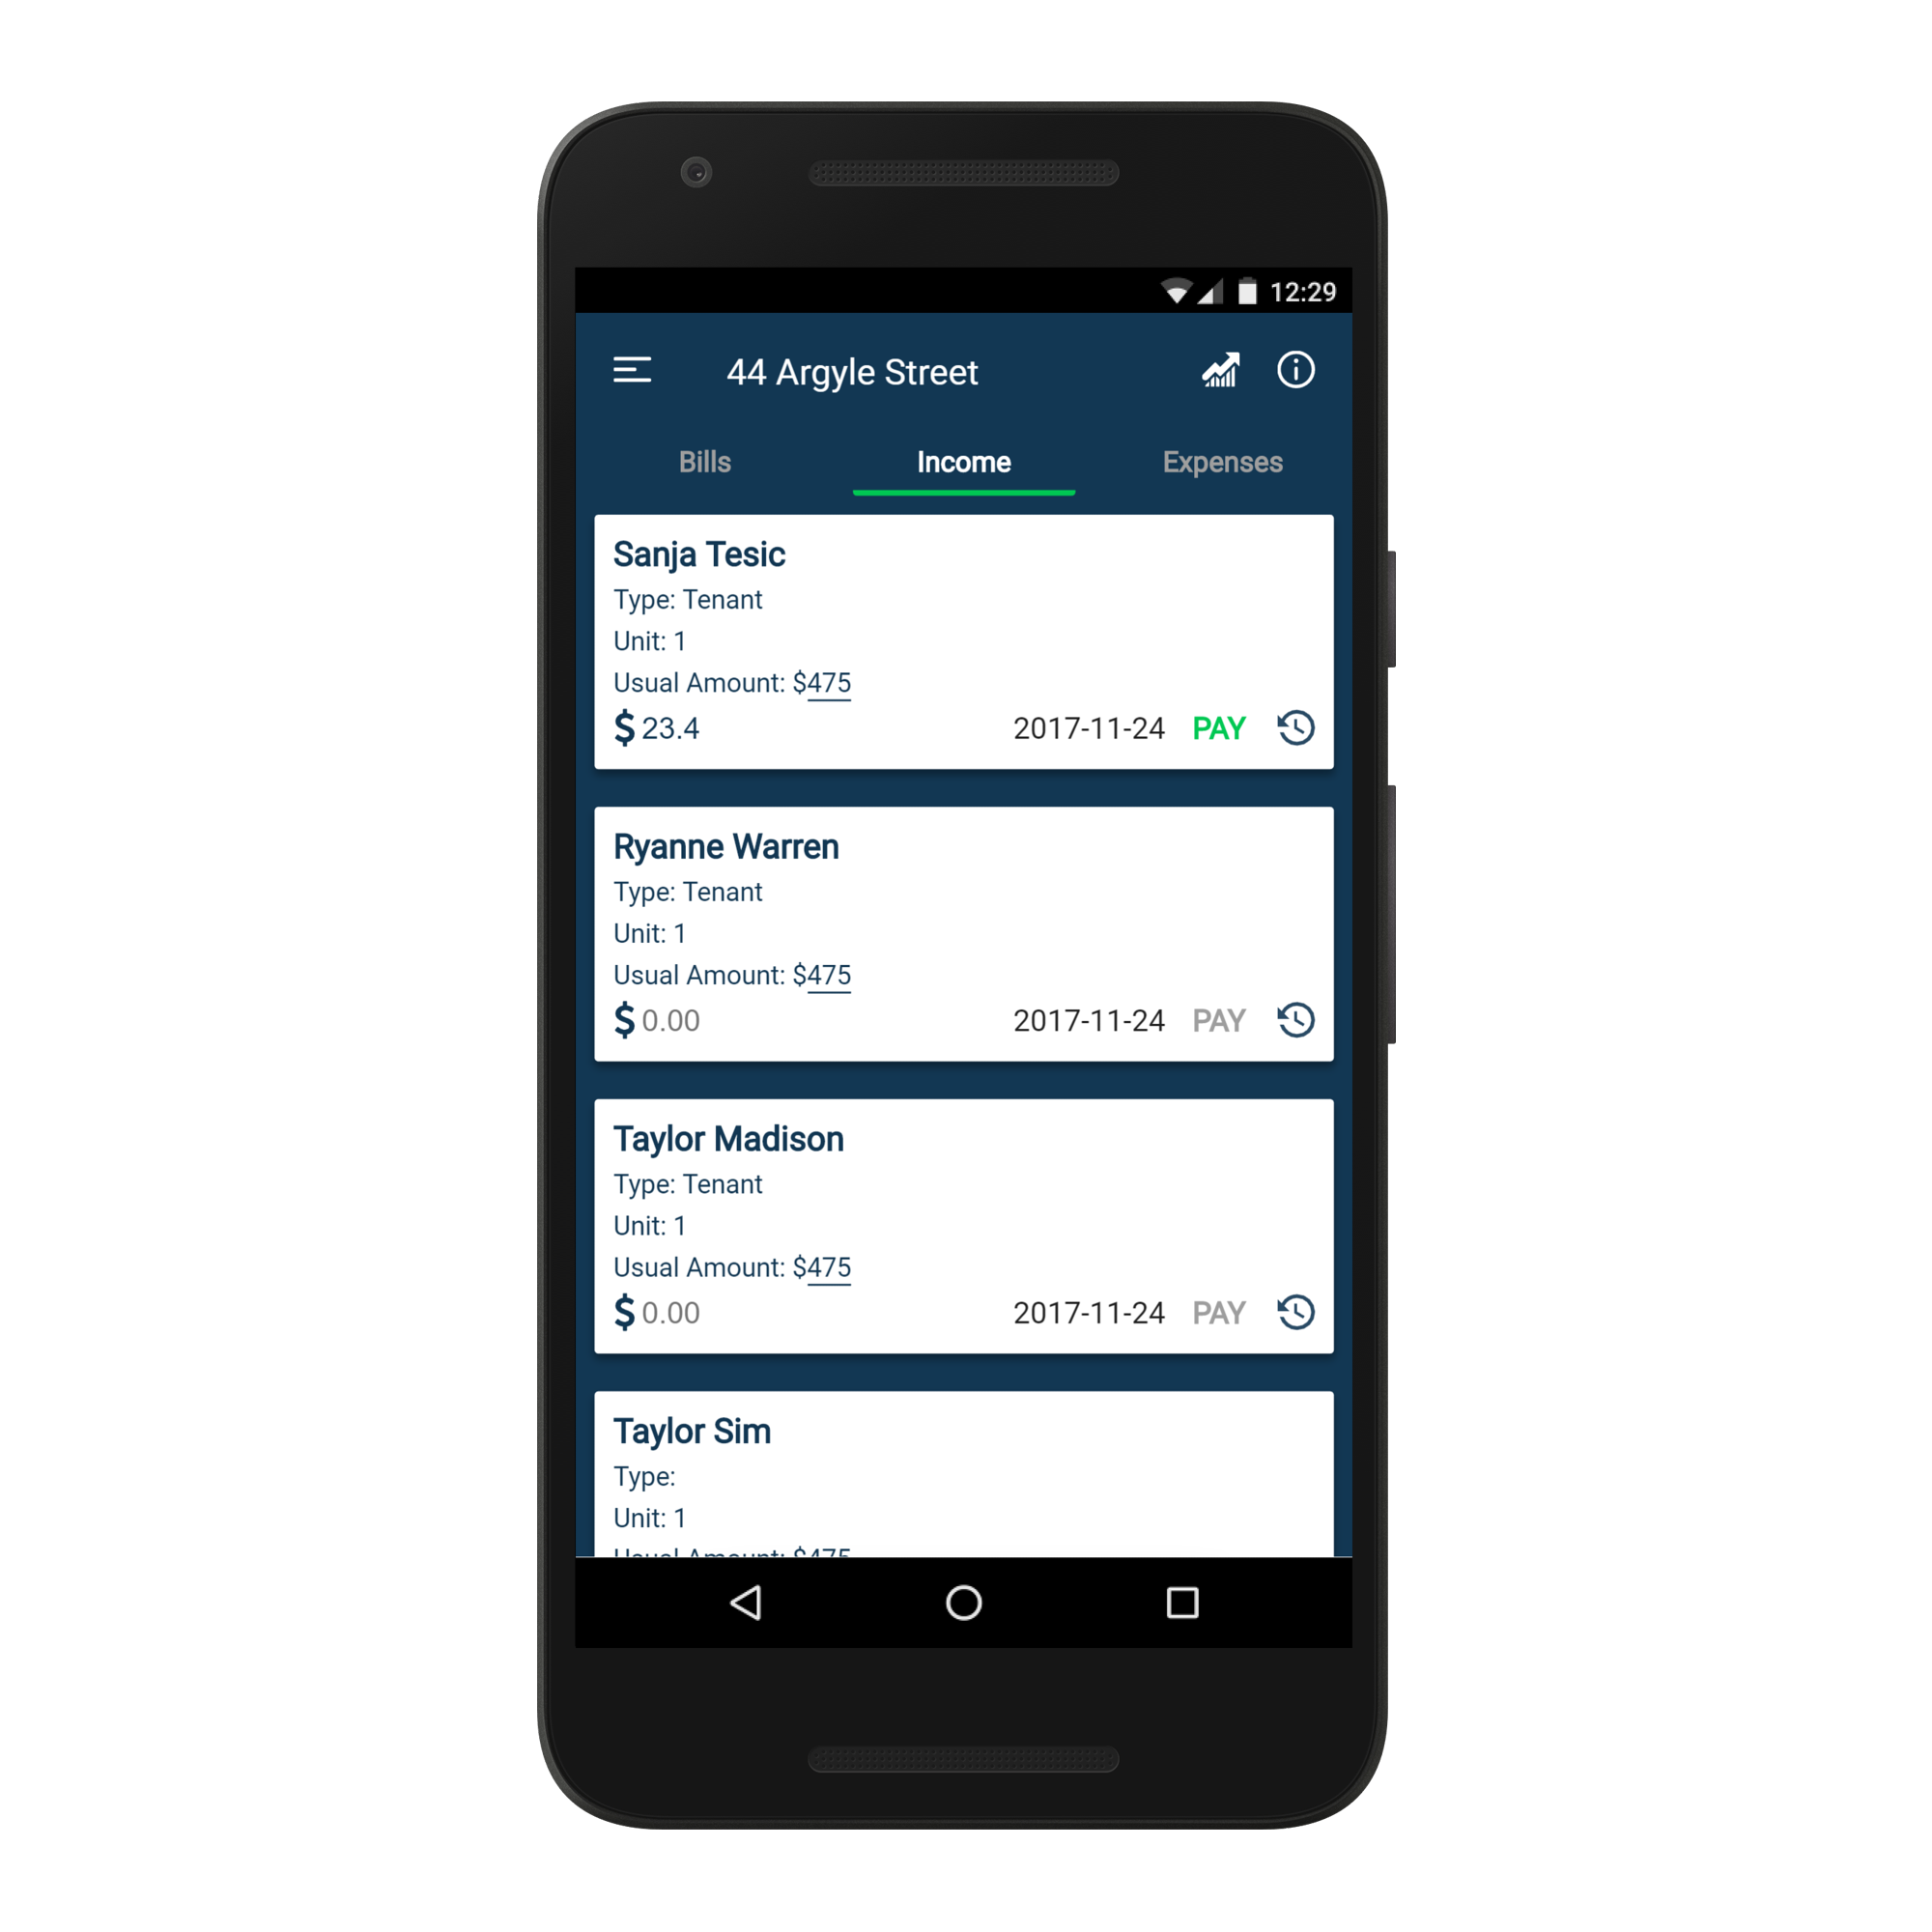 12:29
44 Argyle Street
Bills Income Expenses
Sanja Tesic
Type: Tenant
Unit: 1
Usual Amount: $475
$ 23.4 2017-11-24 PAY
Ryanne Warren
Type: Tenant
Unit: 1
Usual Amount: $475
$ 0.00 2017-11-24 PAY
Taylor Madison
Type: Tenant
Unit: 1
Usual Amount: $475
$ 0.00 2017-11-24 PAY
Taylor Sim
Type:
Unit: 1
Usual Amount: $475